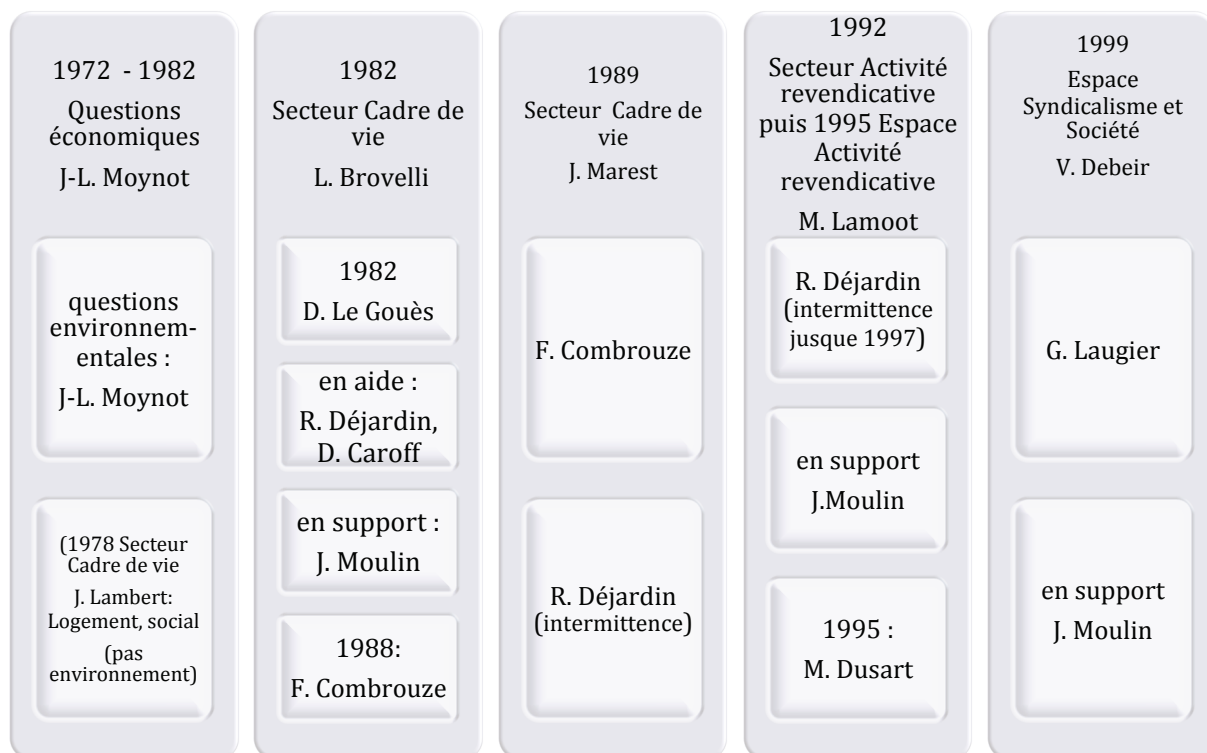 1972 - 1982
Questions
économiques
J-L. Moynot
questions
environnem-
entales :
J-L. Moynot
(1978 Secteur
Cadre de vie
J. Lambert:
Logement, social
(pas
environnement)
1982
Secteur Cadre de
vie
L. Brovelli
1982
D. Le Gouès
en aide :
R. Déjardin,
D. Caroff
en support :
J. Moulin
1988:
F. Combrouze
1989
Secteur Cadre de
vie
J. Marest
F. Combrouze
R. Déjardin
(intermittence)
1992
Secteur Activité
revendicative
puis 1995 Espace
Activité
revendicative
M. Lamoot
R. Déjardin
(intermittence
jusque 1997)
en support
J.Moulin
1995 :
M. Dusart
1999
Espace
Syndicalisme et
Société
V. Debeir
G. Laugier
en support
J. Moulin